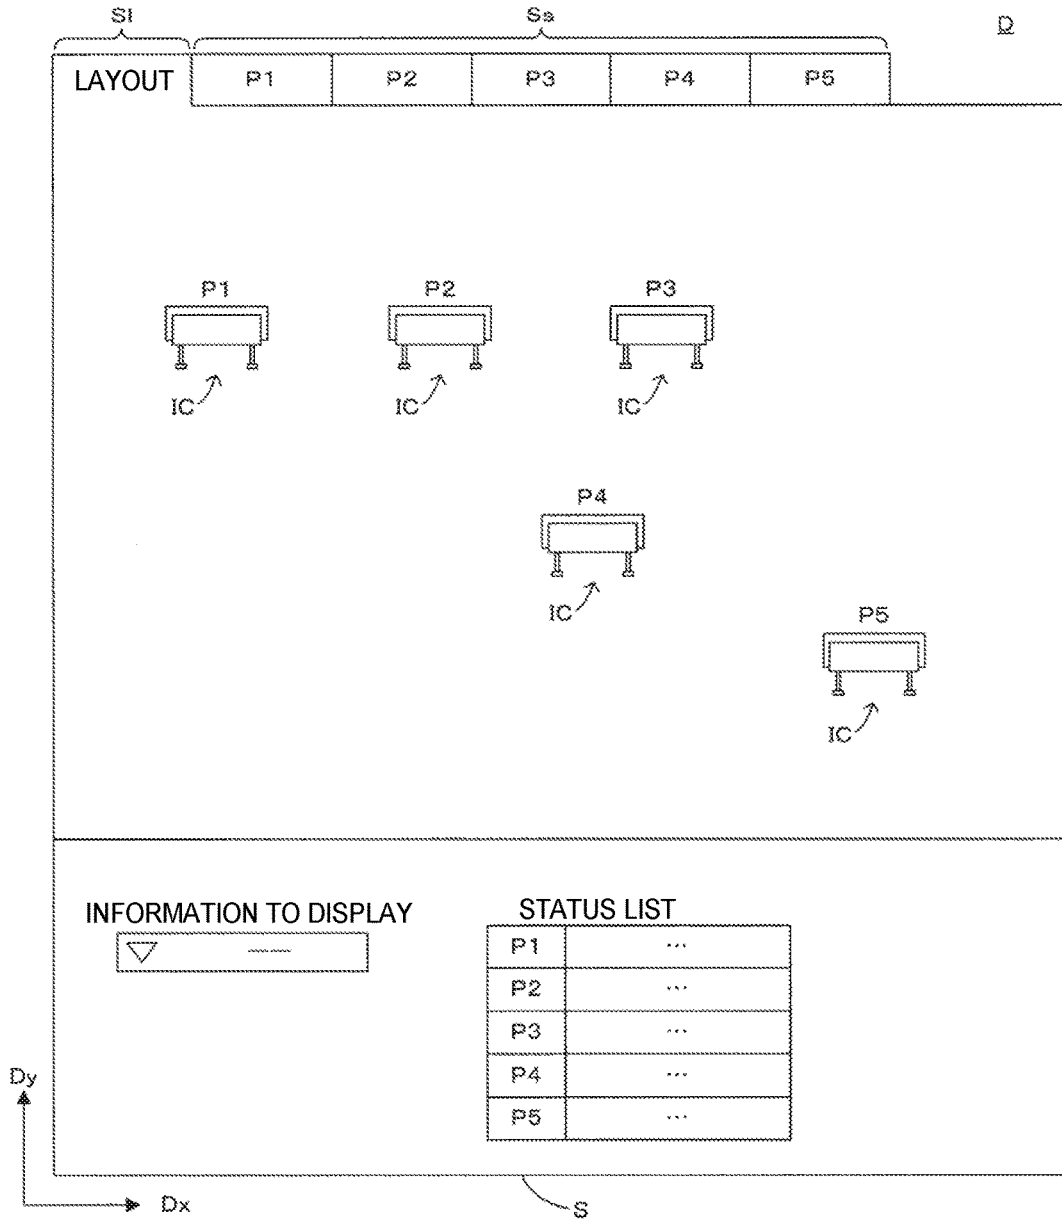 Sl Sa D
LAYOUT P1 P2 P3 P4 P5
P1 P2 P3
IC IC IC
P4
IC
P5
IC
INFORMATION TO DISPLAY
STATUS LIST
▽ ——
P1 ...
P2 ...
P3 ...
P4 ...
P5 ...
Dy
Dx
S